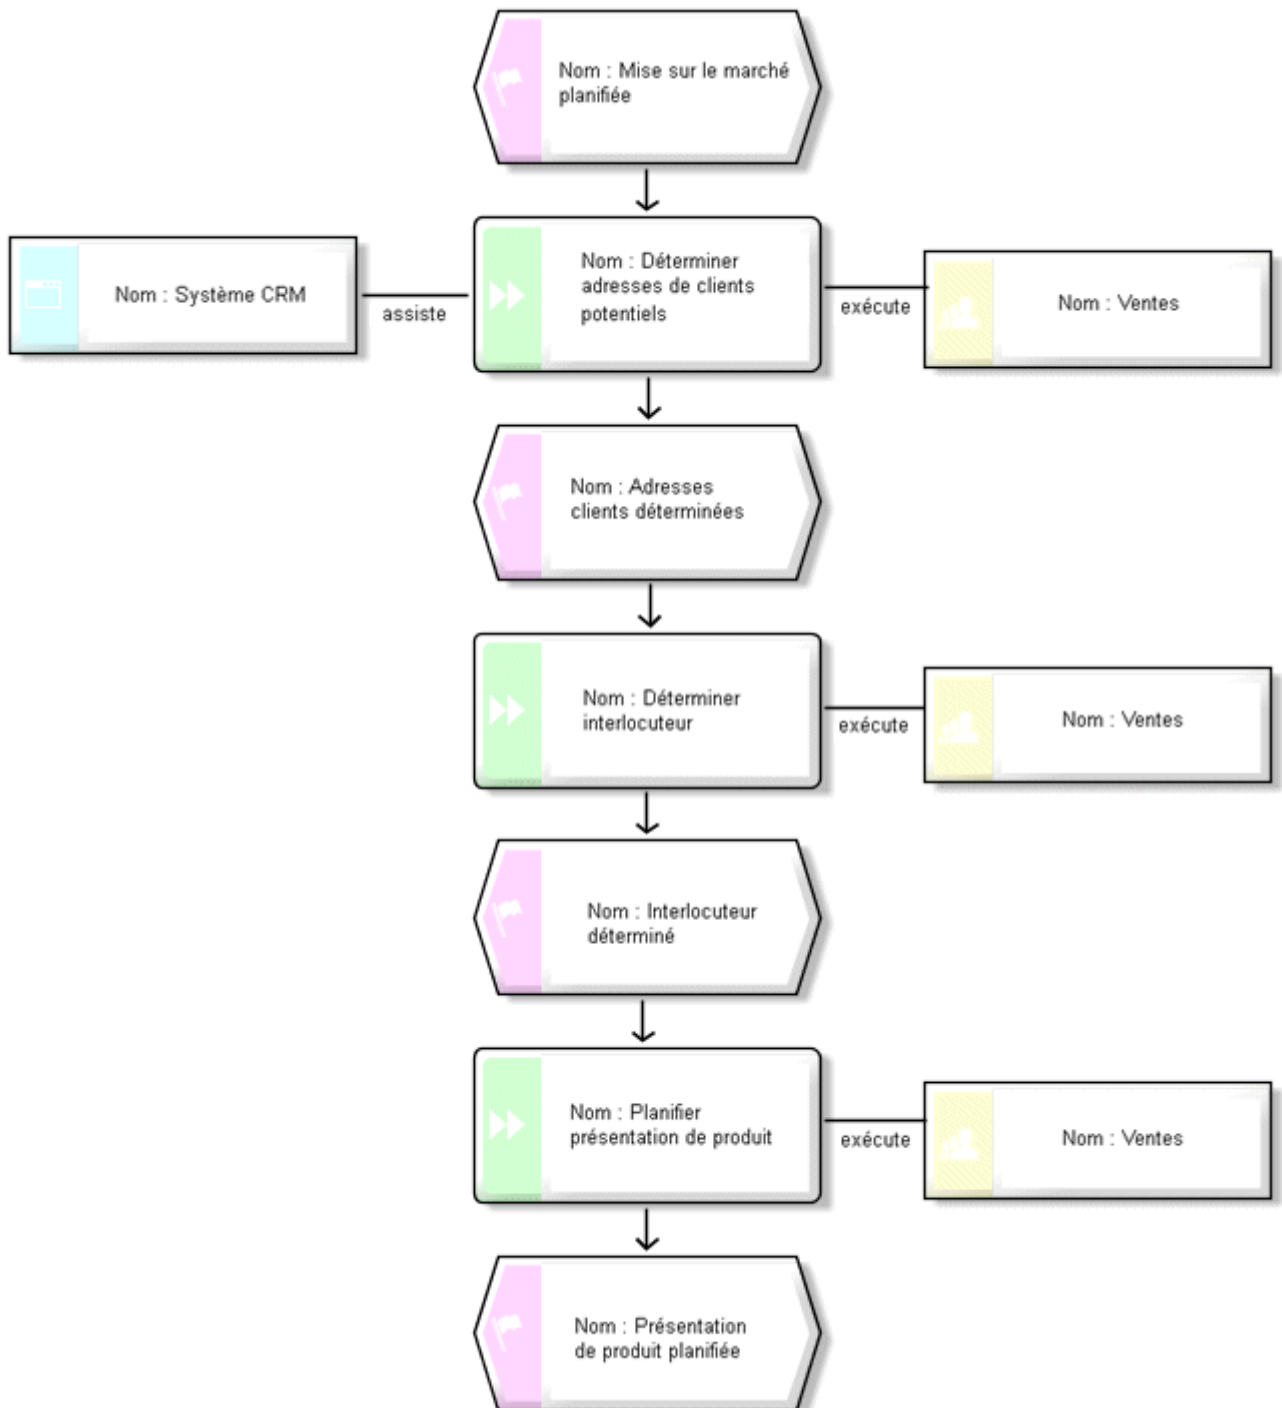 Nom : Mise sur le marché
planifiée
Nom : Système CRM
assiste
Nom : Déterminer
adresses de clients
potentiels
exécute
Nom : Ventes
Nom : Adresses
clients déterminées
Nom : Déterminer
interlocuteur
exécute
Nom : Ventes
Nom : Interlocuteur
déterminé
Nom : Planifier
présentation de produit
exécute
Nom : Ventes
Nom : Présentation
de produit planifiée